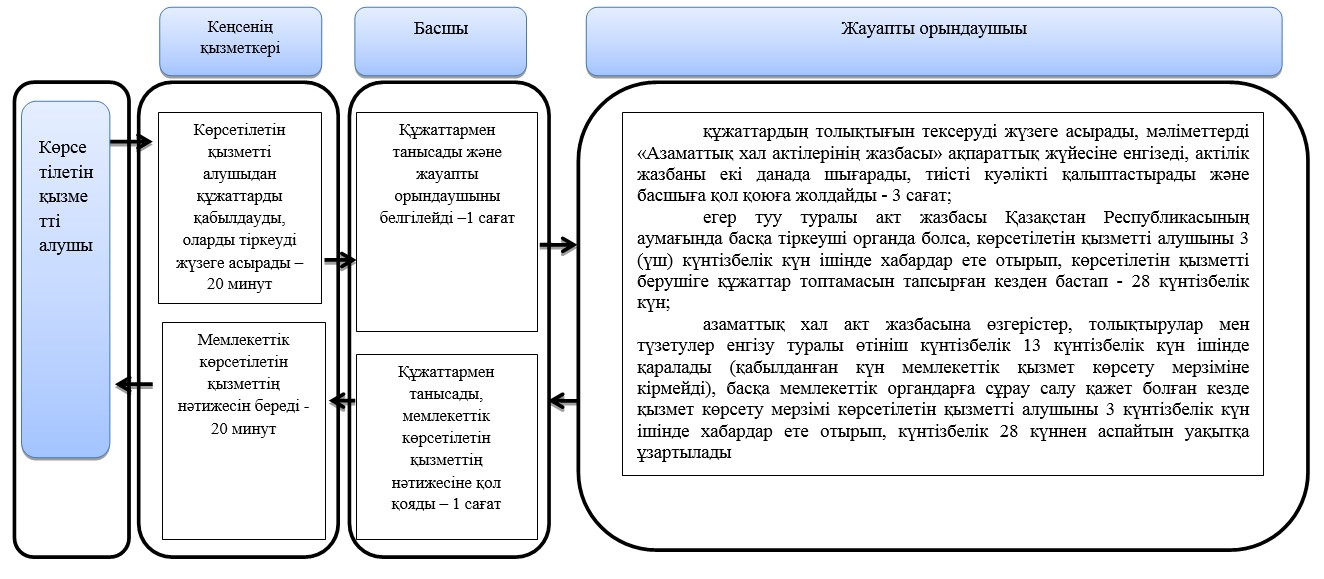 Кеңсенің
қызметкері
Басшы
Жауапты орындаушыы
Көрсе
тілетін
қызме
тті
алушы
Көрсетілетін
қызметті
алушыдан
құжаттарды
қабылдауды,
оларды тіркеуді
жүзеге асырады –
20 минут
Мемлекеттік
көрсетілетін
қызметтің
нәтижесін береді -
20 минут
Құжаттармен
танысады және
жауапты
орындаушыны
белгілейді –1 сағат
Құжаттармен
танысады,
мемлекеттік
көрсетілетін
қызметтің
нәтижесіне қол
қояды – 1 сағат
құжаттардың толықтығын тексеруді жүзеге асырады, мәліметтерді
«Азаматтық хал актілерінің жазбасы» ақпараттық жүйесіне енгізеді, актілік
жазбаны екі данада шығарады, тиісті куәлікті қалыптастырады және
басшыға қол қоюға жолдайды - 3 сағат;
егер туу туралы акт жазбасы Қазақстан Республикасының
аумағында басқа тіркеуші органда болса, көрсетілетін қызметті алушыны 3
(үш) күнтізбелік күн ішінде хабардар ете отырып, көрсетілетін қызметті
берушіге құжаттар топтамасын тапсырған кезден бастап - 28 күнтізбелік
күн;
азаматтық хал акт жазбасына өзгерістер, толықтырулар мен
түзетулер енгізу туралы өтініш күнтізбелік 13 күнтізбелік күн ішінде
қаралады (қабылданған күн мемлекеттік қызмет көрсету мерзіміне
кірмейді), басқа мемлекеттік органдарға сұрау салу қажет болған кезде
қызмет көрсету мерзімі көрсетілетін қызметті алушыны 3 күнтізбелік күн
ішінде хабардар ете отырып, күнтізбелік 28 күннен аспайтын уақытқа
ұзартылады